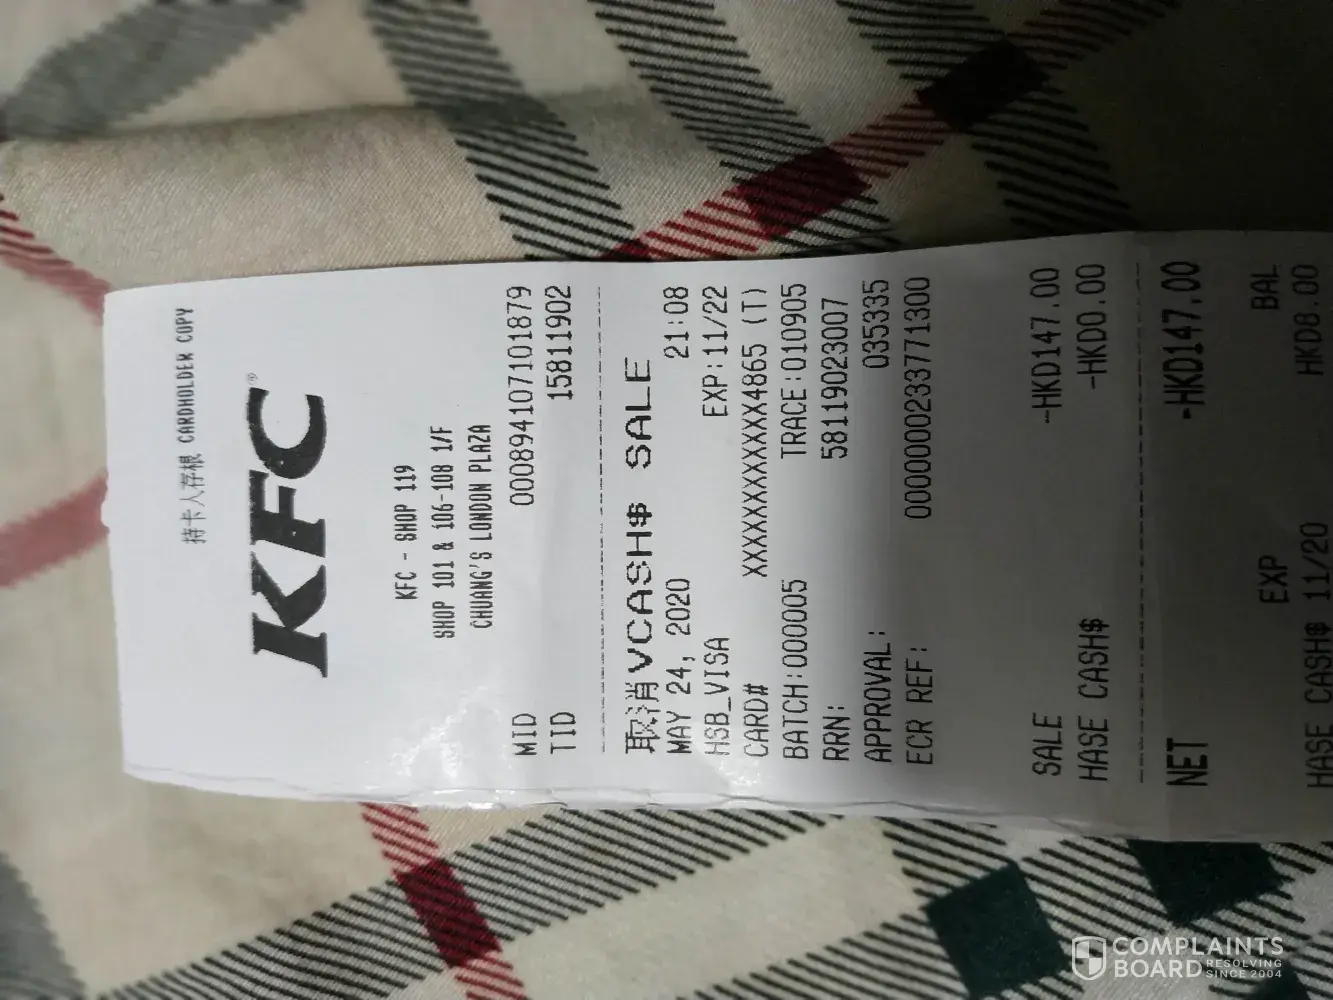 持卡人存根 CARDHOLDER COPY
KFC®
KFC - SHOP 119
SHOP 101 & 106-108 1/F
CHUANG'S LONDON PLAZA
MID 000894107101879
TID 15811902
取消VCASH$ SALE
MAY 24, 2020 21:08
HSB_VISA EXP:11/22
CARD# XXXXXXXXXXXX4865 (T)
BATCH:000005 TRACE:010905
RRN: 581190230​07
APPROVAL: 035335
ECR REF: 0000000233771300
SALE -HKD147.00
HASE CASH$ -HKD0.00
NET -HKD147.00
EXP BAL
HASE CASH$ 11/20 HKD8.00
COMPLAINTS
BOARD RESOLVING
SINCE 2004